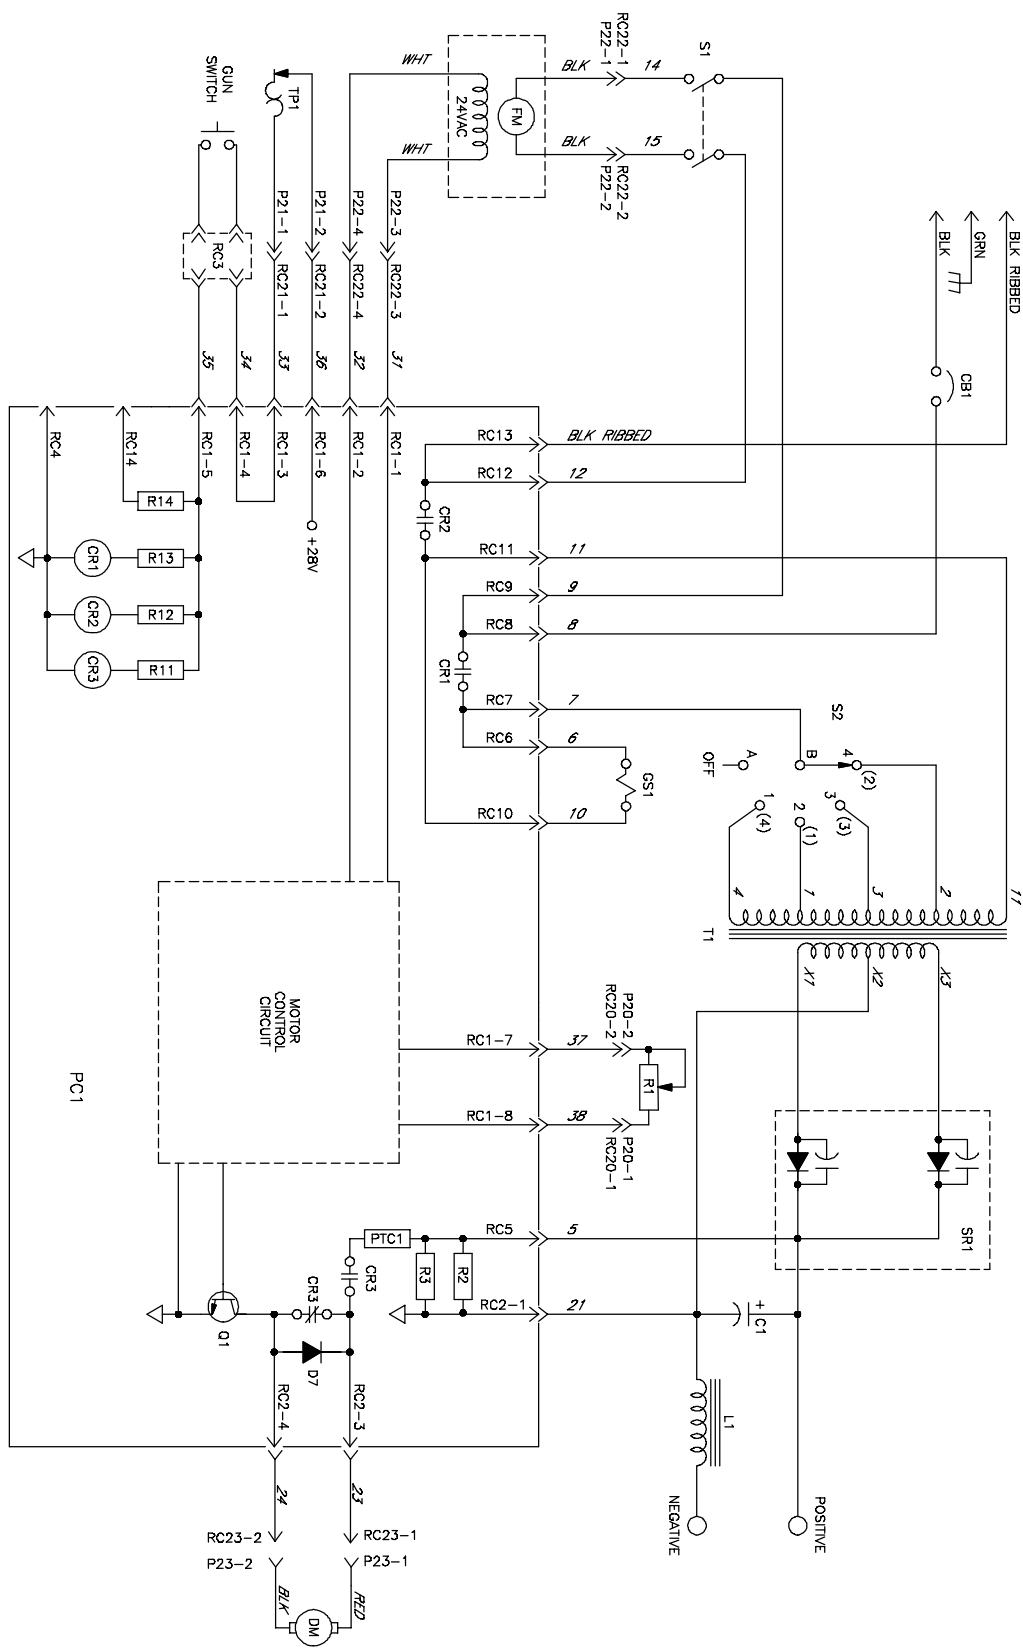 S1
RC22-1
P22-1
14
BLK
WHT
24VAC
FM
15
BLK
WHT
RC22-2
P22-2
GUN
SWITCH
TP1
BLK
GRN
BLK RIBBED
CB1
P21-1
P21-2
P22-4
P22-3
RC3
RC21-1
RC21-2
RC22-4
RC22-3
35
34
33
36
32
31
RC4
RC14
RC1-5
RC1-4
RC1-3
RC1-6
RC1-2
RC1-1
+28V
RC13
BLK RIBBED
RC12
12
CR2
RC11
11
RC9
9
RC8
8
CR1
RC7
7
RC6
6
GS1
RC10
10
R14
CR1
R13
CR2
R12
CR3
R11
S2
A
OFF
B
4
(2)
1
(4)
2
(1)
3
(3)
4
1
3
2
11
T1
X1
X2
X3
MOTOR
CONTROL
CIRCUIT
PC1
RC1-7
37
P20-2
RC20-2
R1
RC1-8
38
P20-1
RC20-1
SR1
RC5
5
PTC1
R3
R2
CR3
RC2-1
21
+
C1
Q1
CR3
D7
RC2-4
RC2-3
L1
NEGATIVE
POSITIVE
24
23
RC23-2
RC23-1
P23-2
P23-1
BLK
RED
DM